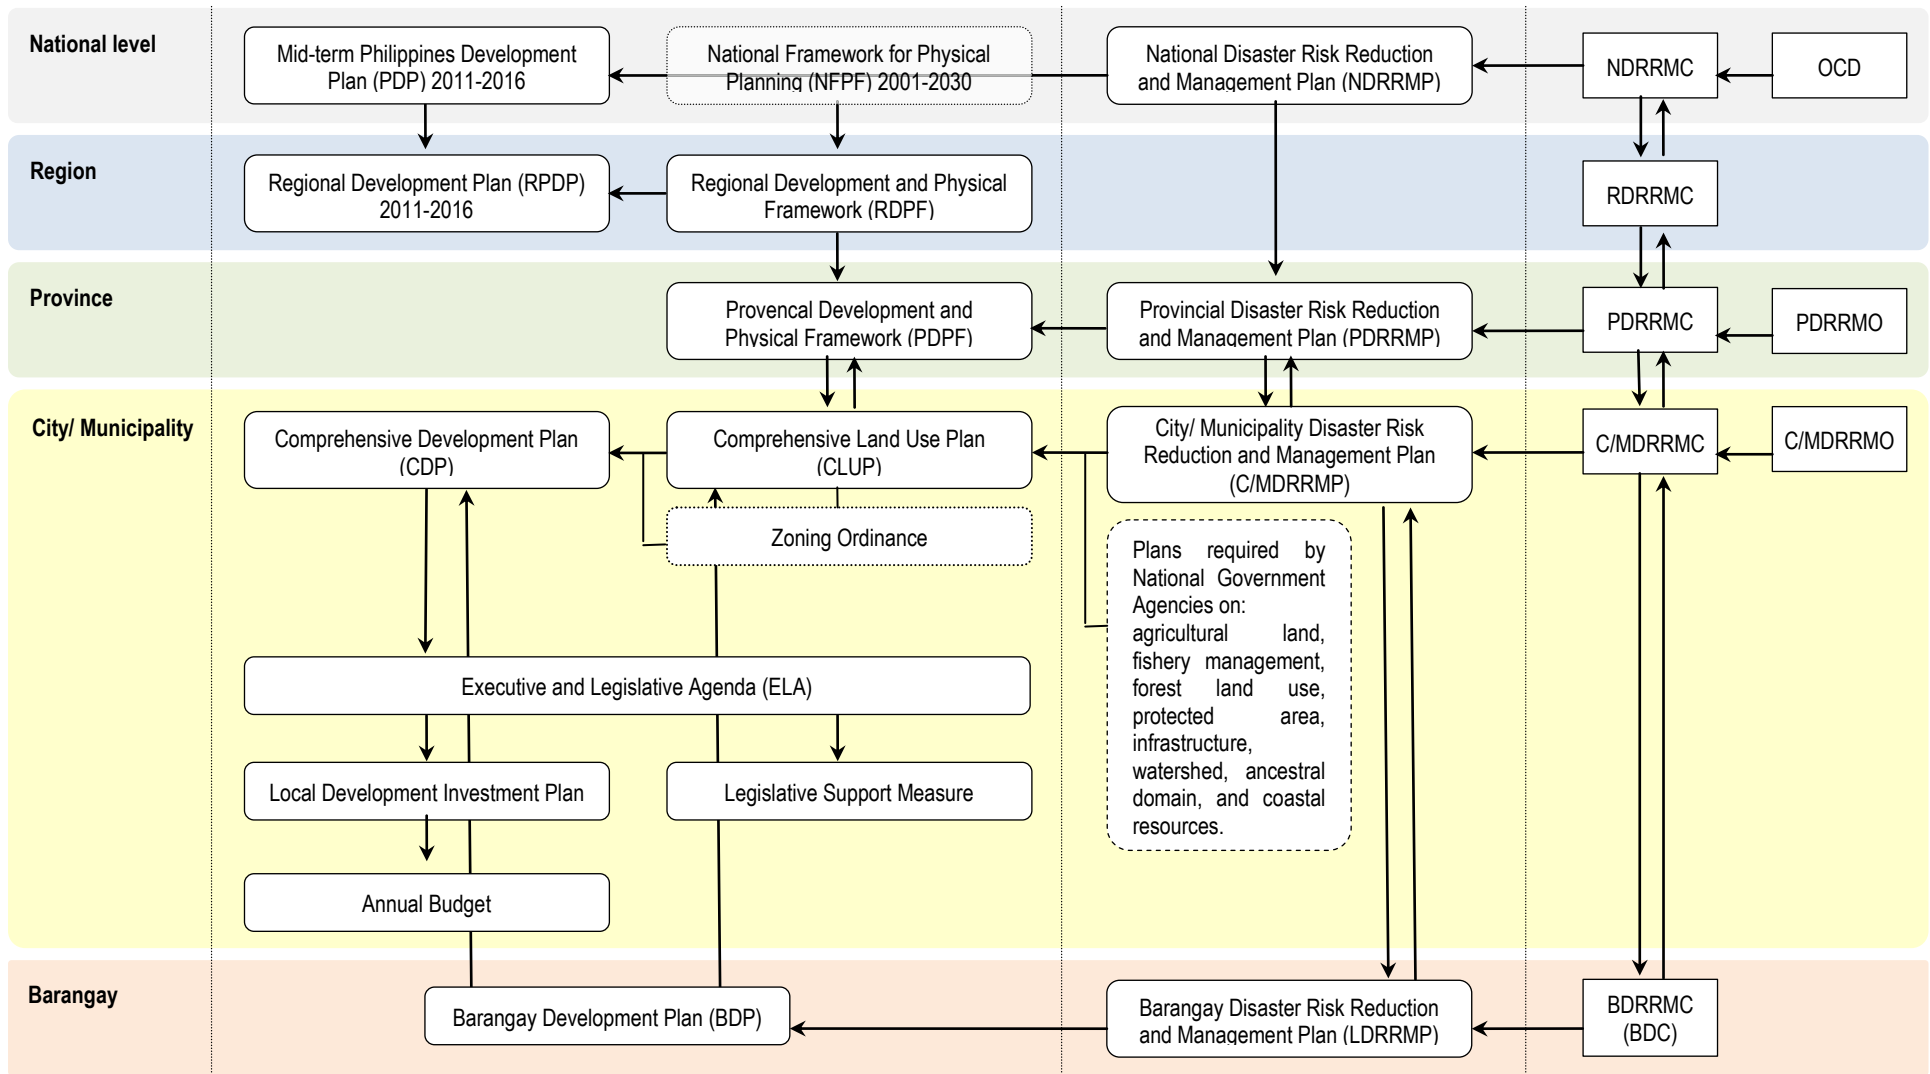 National level
Mid-term Philippines Development
Plan (PDP) 2011-2016
National Framework for Physical
Planning (NFPF) 2001-2030
National Disaster Risk Reduction
and Management Plan (NDRRMP)
NDRRMC
OCD
Region
Regional Development Plan (RPDP)
2011-2016
Regional Development and Physical
Framework (RDPF)
RDRRMC
Province
Provencal Development and
Physical Framework (PDPF)
Provincial Disaster Risk Reduction
and Management Plan (PDRRMP)
PDRRMC
PDRRMO
City/ Municipality
Comprehensive Development Plan
(CDP)
Comprehensive Land Use Plan
(CLUP)
City/ Municipality Disaster Risk
Reduction and Management Plan
(C/MDRRMP)
C/MDRRMC
C/MDRRMO
Zoning Ordinance
Plans required by
National Government
Agencies on:
agricultural land,
fishery management,
forest land use,
protected area,
infrastructure,
watershed, ancestral
domain, and coastal
resources.
Executive and Legislative Agenda (ELA)
Local Development Investment Plan
Legislative Support Measure
Annual Budget
Barangay
Barangay Development Plan (BDP)
Barangay Disaster Risk Reduction
and Management Plan (LDRRMP)
BDRRMC
(BDC)